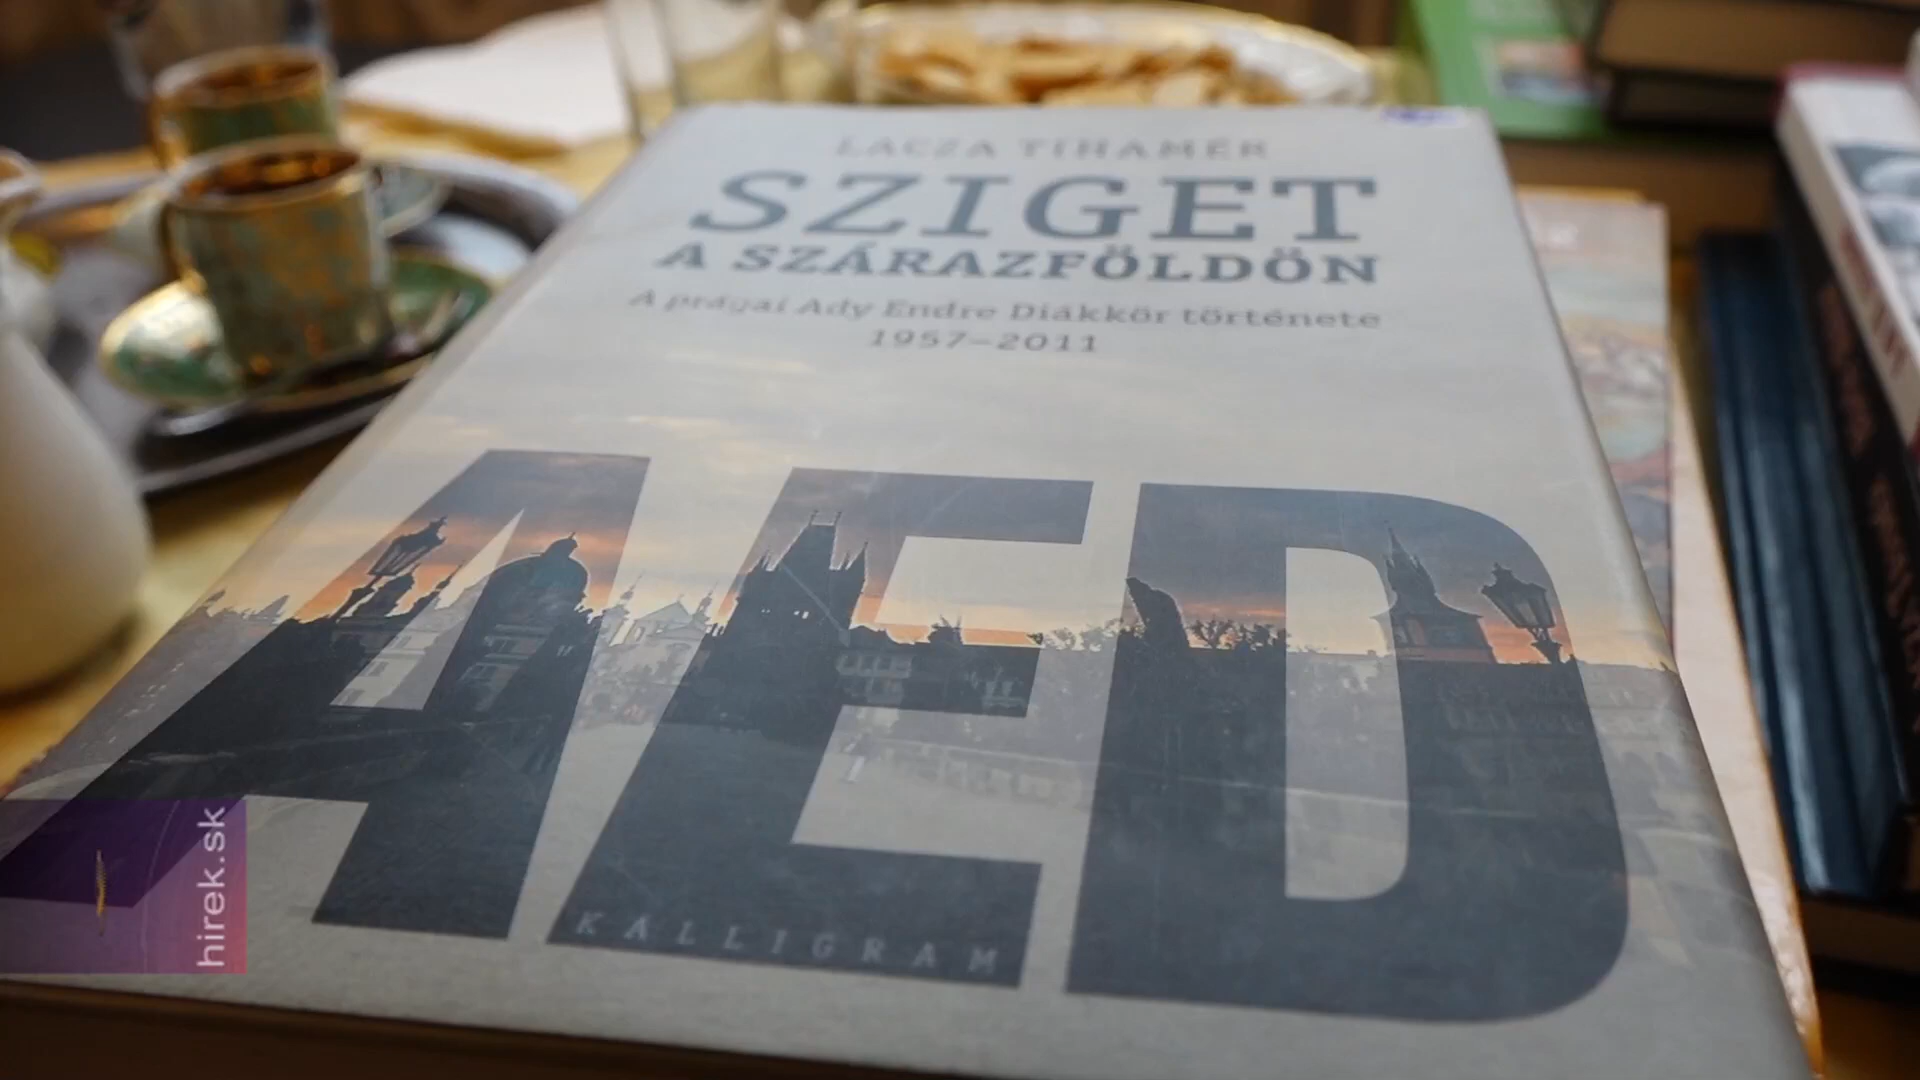 LACZA TIHAMÉR
SZIGET
A SZÁRAZFÖLDÖN
A prágai Ady Endre Diákkör története
1957–2011
AED
KALLIGRAM
hirek.sk